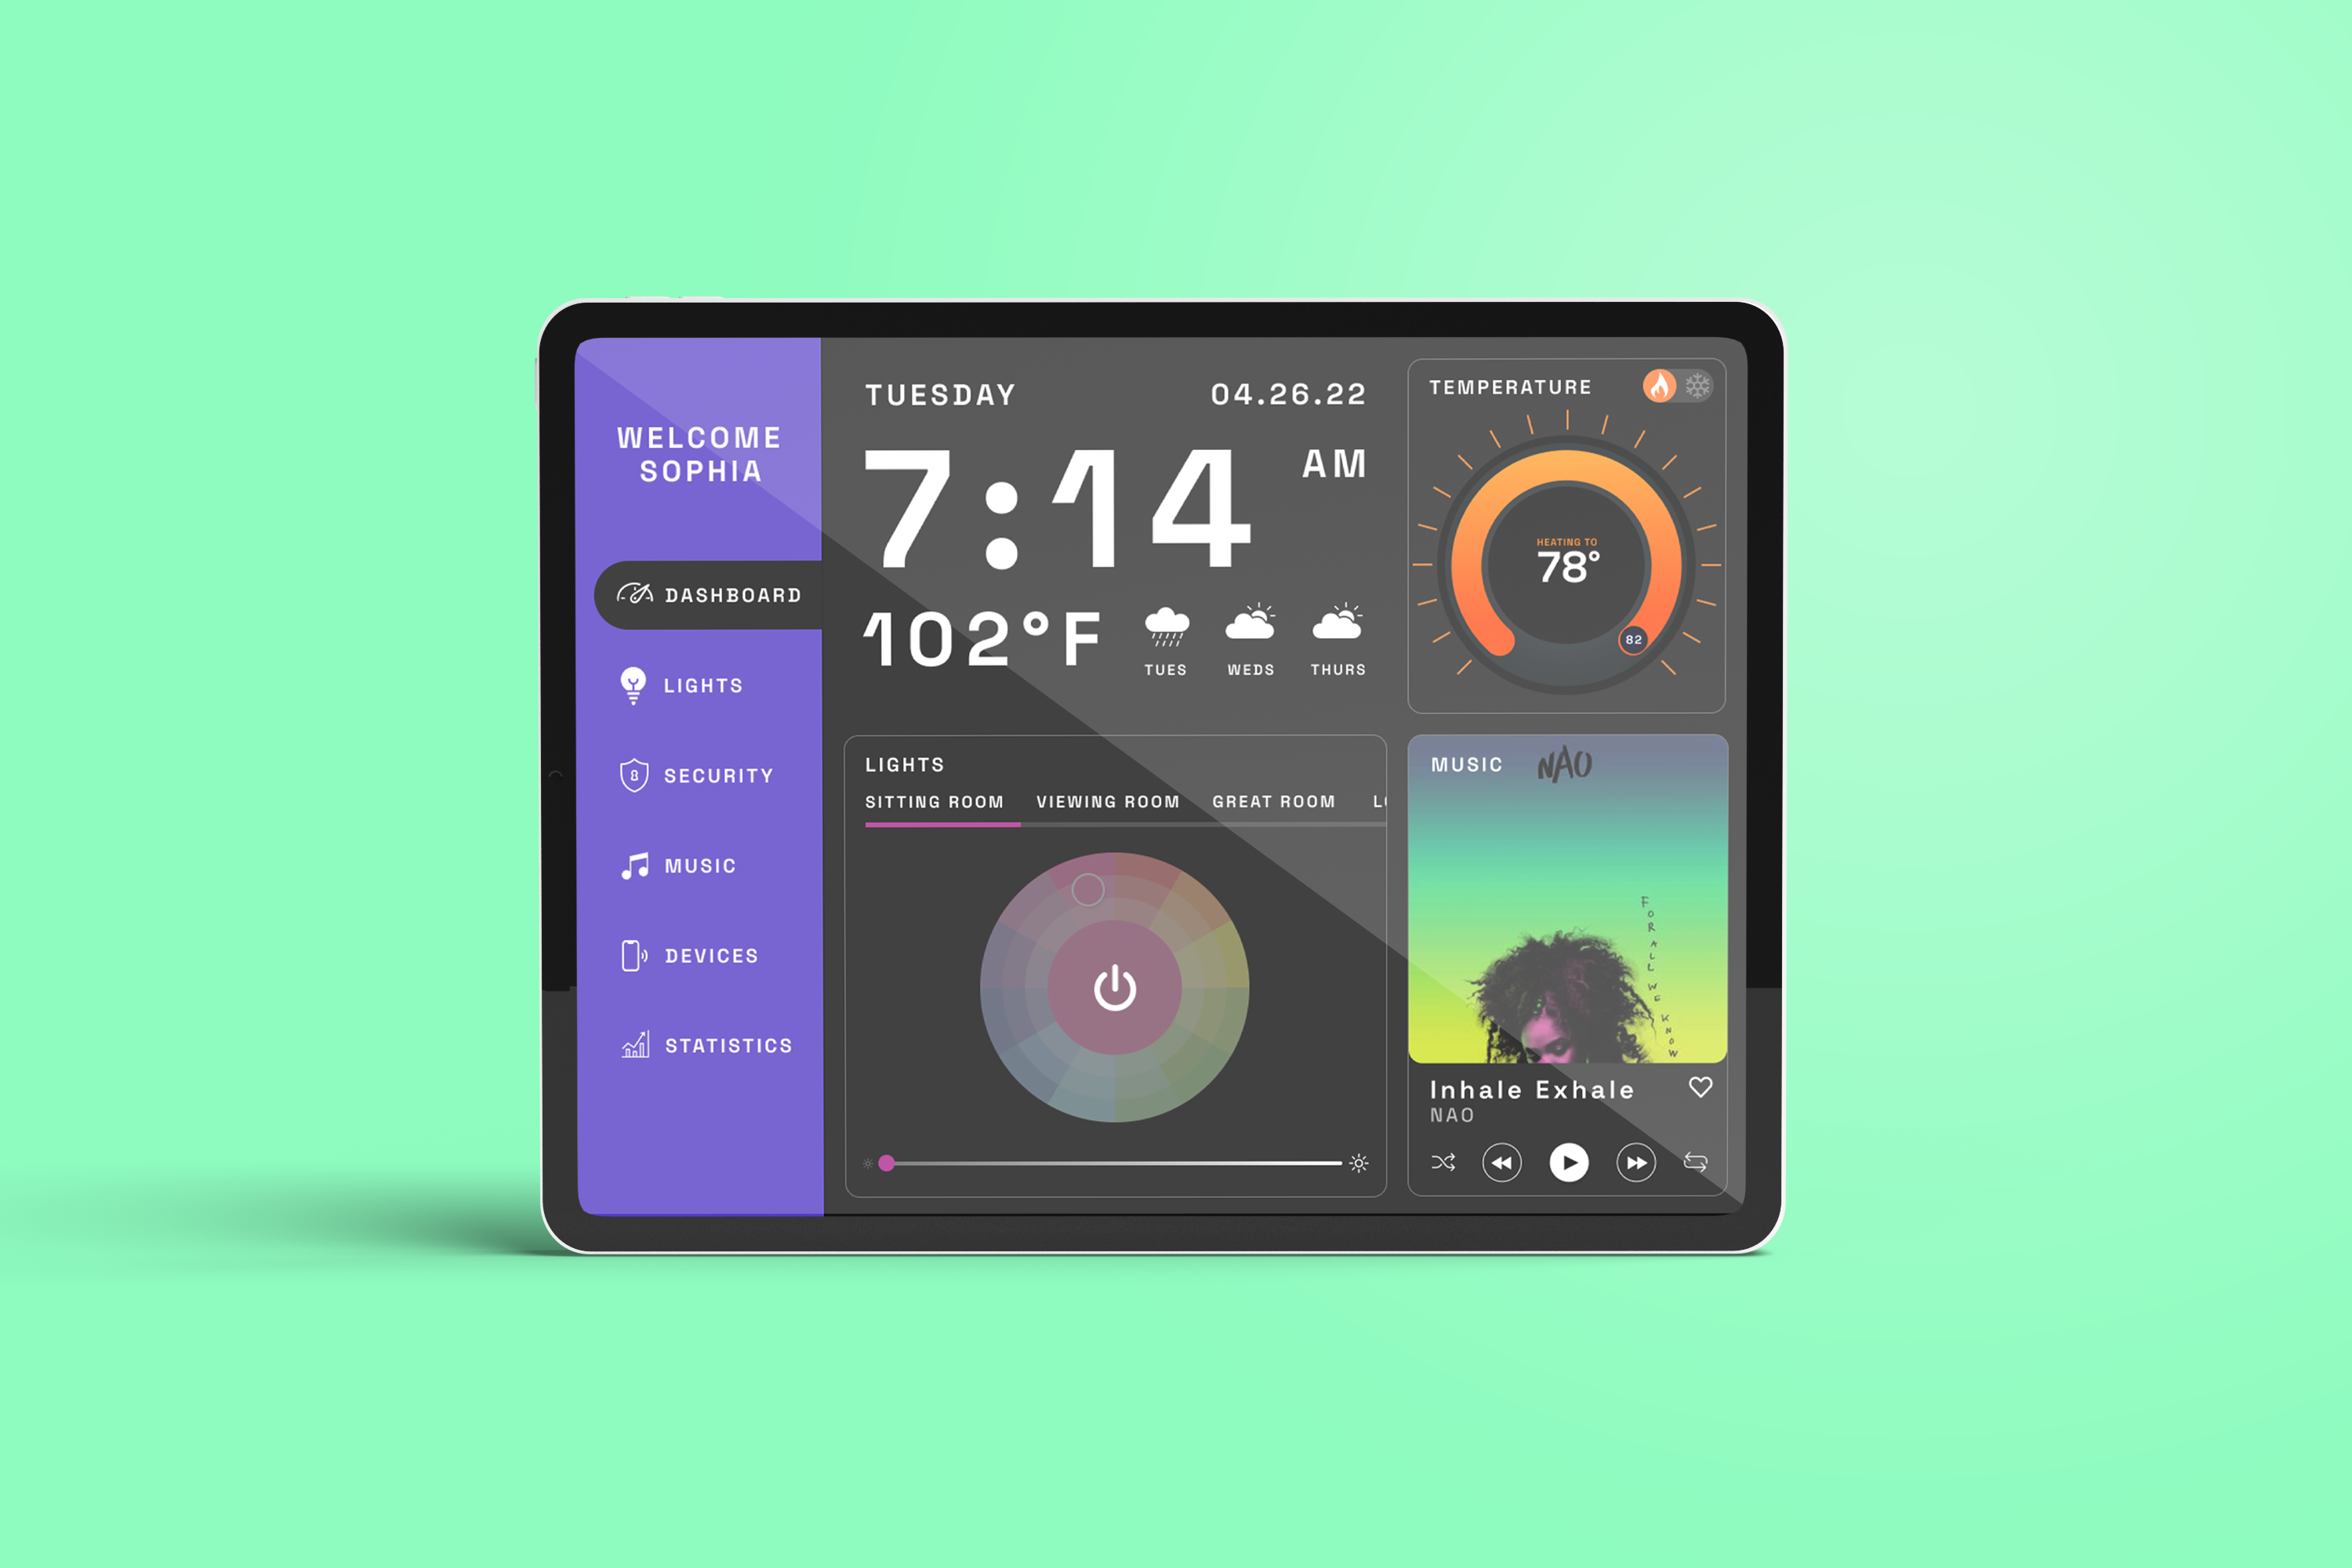 WELCOME
SOPHIA
DASHBOARD
LIGHTS
SECURITY
MUSIC
DEVICES
STATISTICS
TUESDAY
04.26.22
7:14
AM
102°F
TUES
WEDS
THURS
TEMPERATURE
HEATING TO
78°
82
LIGHTS
SITTING ROOM
VIEWING ROOM
GREAT ROOM
MUSIC
NAO
FOR ALL WE KNOW
Inhale Exhale
NAO